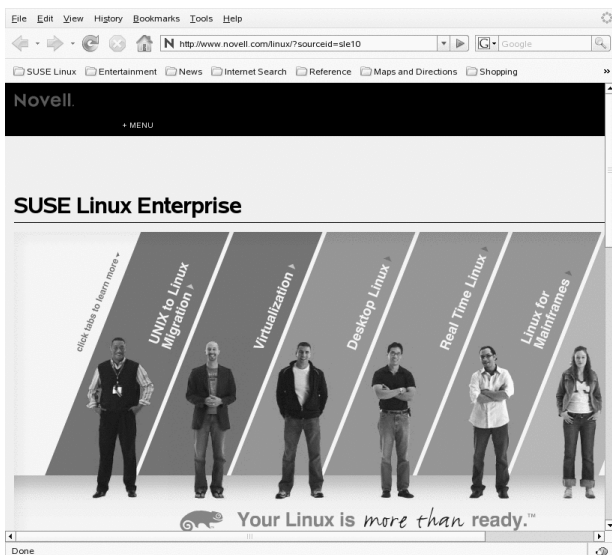 File Edit View History Bookmarks Tools Help
N http://www.novell.com/linux/?sourceid=sle10 G Google
SUSE Linux Entertainment News Internet Search Reference Maps and Directions Shopping »
Novell.
+ MENU
SUSE Linux Enterprise
click tabs to learn more
UNIX to Linux
Migration
Virtualization
Desktop Linux
Real Time Linux
Linux for
Mainframes
Your Linux is more than ready.™
Done